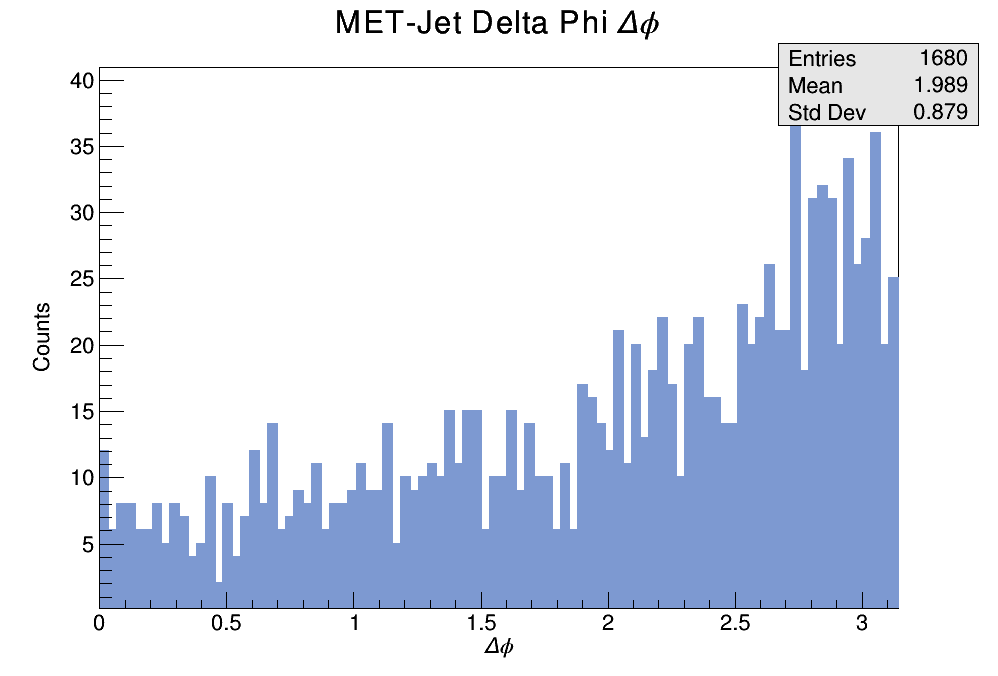 MET-Jet Delta Phi Δϕ
Entries 1680
Mean 1.989
Std Dev 0.879
40
35
30
25
20
15
10
5
Counts
0 0.5 1 1.5 2 2.5 3
Δϕ